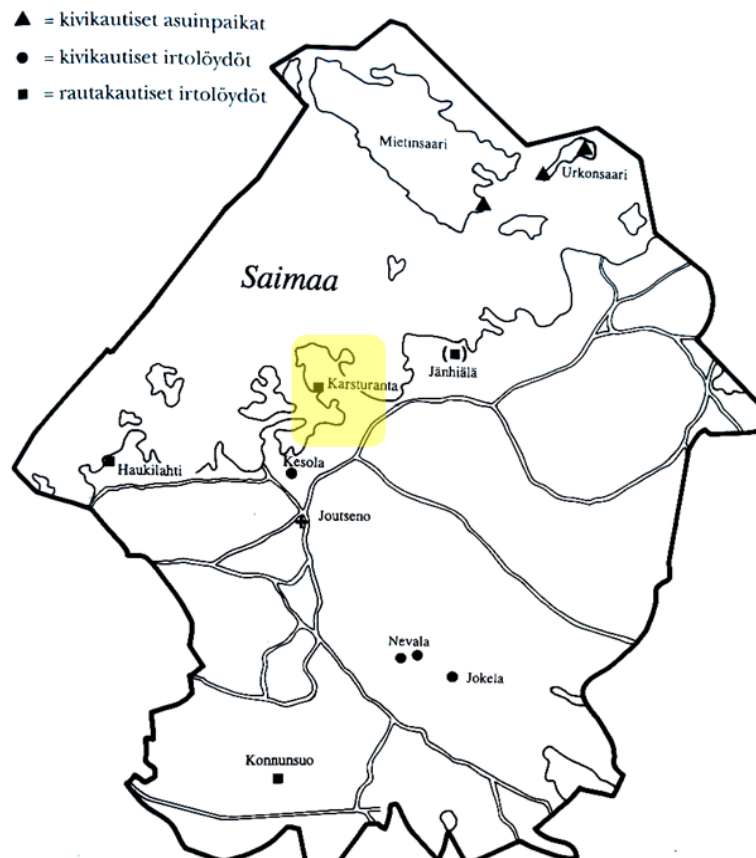 ▲ = kivikautiset asuinpaikat
● = kivikautiset irtolöydöt
■ = rautakautiset irtolöydöt
Mietinsaari
Urkonsaari
Saimaa
(■)
Jänhiälä
Karsturanta
Haukilahti
Kesola
Joutseno
Nevala
Jokela
Konnunsuo